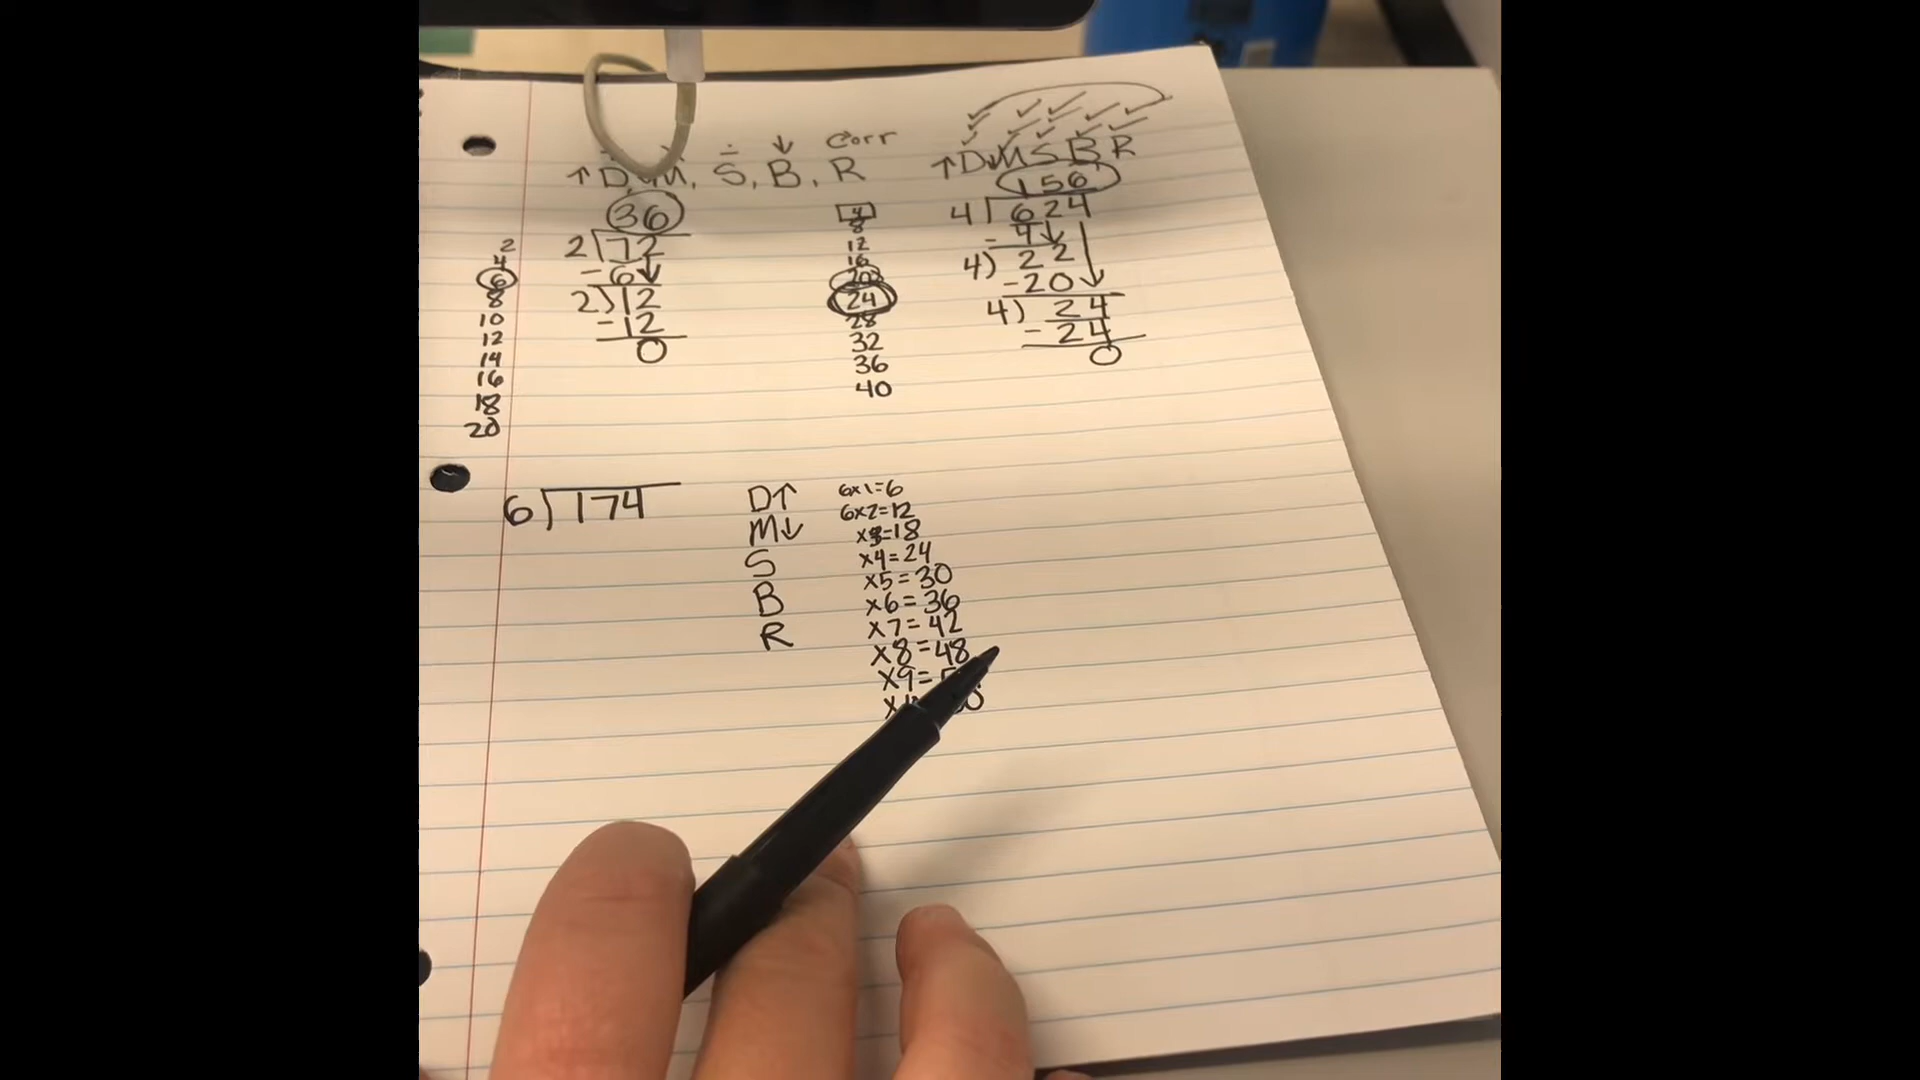 ÷ ↓ Corr
↑D, M, S, B, R
36
2)72
- 6↓
2)12
-12
0
2
4
6
8
10
12
14
16
18
20
4
8
12
16
20
24
28
32
36
40
↑D↓M S B R
156
4)624
- 4↓
4) 22
-20
4) 24
- 24
0
6)174
D↑
M↓
S
B
R
6x1=6
6x2=12
x3=18
x4=24
x5=30
x6=36
x7=42
x8=48
x9=